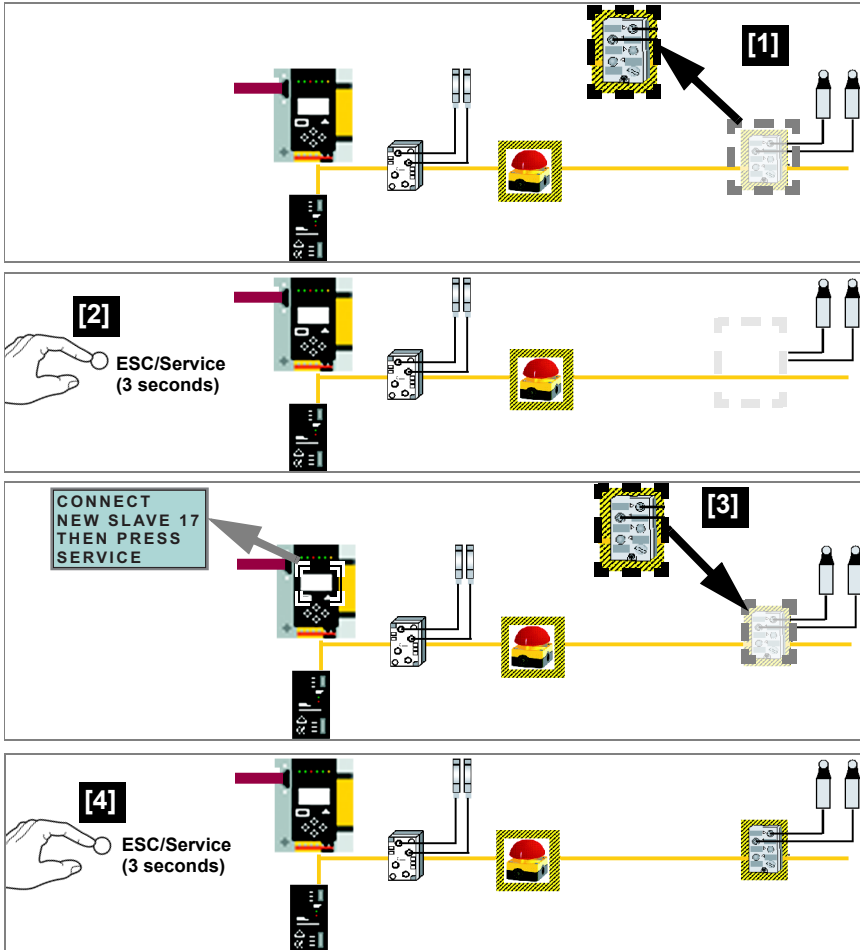 [1]
[2]
ESC/Service
(3 seconds)
CONNECT
NEW SLAVE 17
THEN PRESS
SERVICE
[3]
[4]
ESC/Service
(3 seconds)